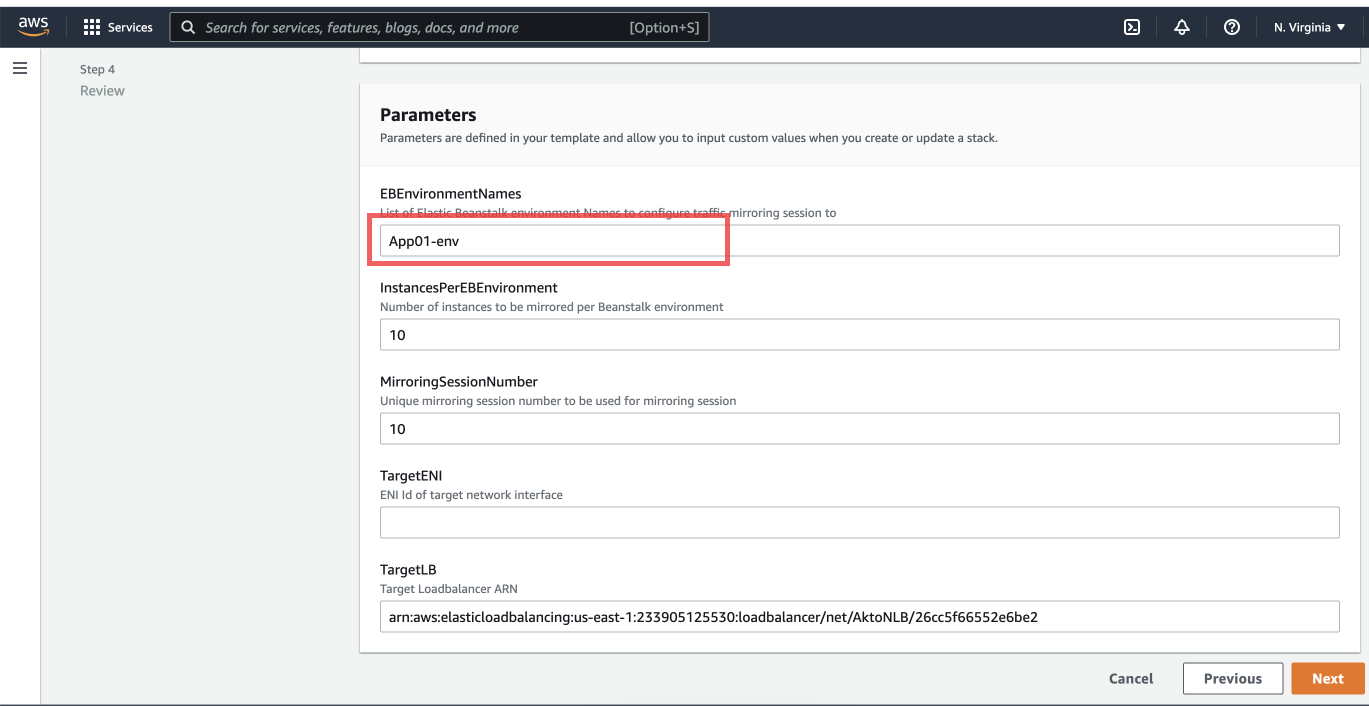 aws
Services
Search for services, features, blogs, docs, and more [Option+S]
N. Virginia
Step 4
Review
Parameters
Parameters are defined in your template and allow you to input custom values when you create or update a stack.
EBEnvironmentNames
List of Elastic Beanstalk environment Names to configure traffic mirroring session to
App01-env
InstancesPerEBEnvironment
Number of instances to be mirrored per Beanstalk environment
10
MirroringSessionNumber
Unique mirroring session number to be used for mirroring session
10
TargetENI
ENI Id of target network interface
TargetLB
Target Loadbalancer ARN
arn:aws:elasticloadbalancing:us-east-1:233905125530:loadbalancer/net/AktoNLB/26cc5f66552e6be2
Cancel
Previous
Next